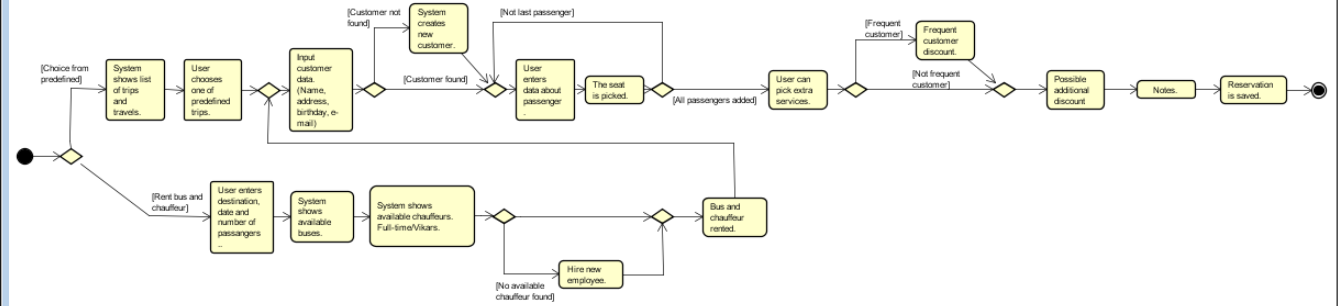 [Choice from
predefined]
System
shows list
of trips
and
travels.
User
chooses
one of
predefined
trips.
Input
customer
data.
(Name,
address,
birthday, e-
mail)
[Customer not
found]
System
creates
new
customer.
[Customer found]
[Not last passenger]
User
enters
data about
passenger
.
The seat
is picked.
[All passengers added]
User can
pick extra
services.
[Frequent
customer]
Frequent
customer
discount.
[Not frequent
customer]
Possible
additional
discount
Notes.
Reservation
is saved.
[Rent bus and
chauffeur]
User enters
destination,
date and
number of
passangers
..
System
shows
available
buses.
System shows
available chauffeurs.
Full-time/Vikars.
[No available
chauffeur found]
Hire new
employee.
Bus and
chauffeur
rented.